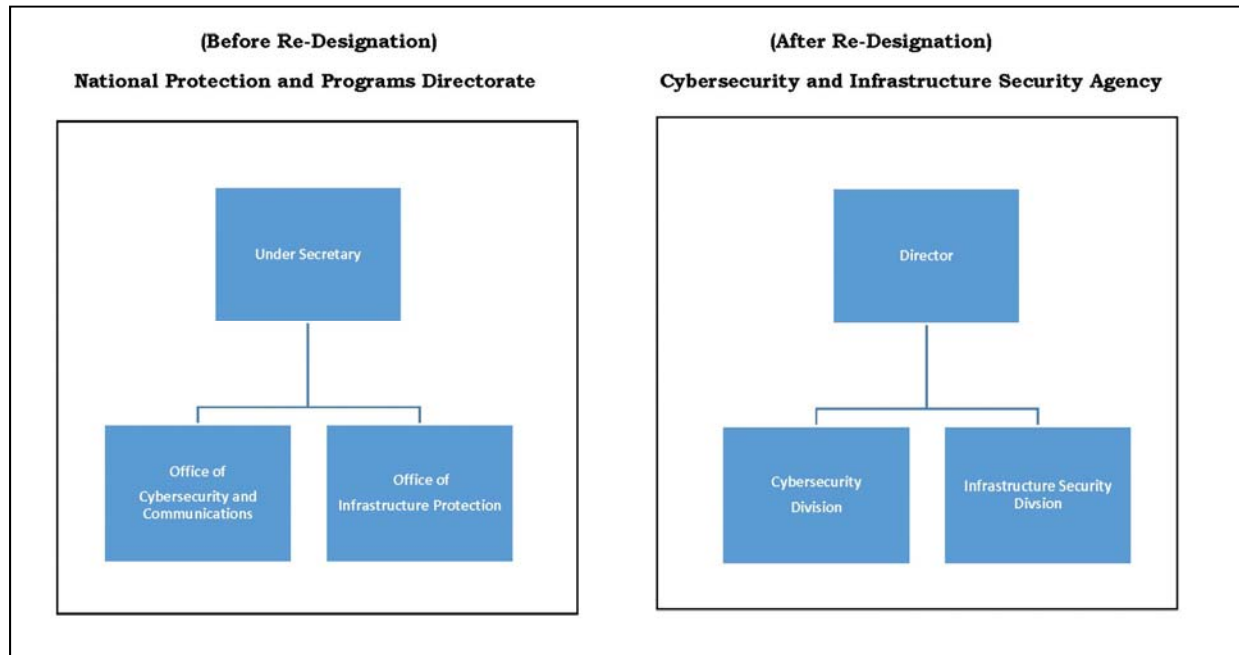 (Before Re-Designation)
National Protection and Programs Directorate
Under Secretary
Office of
Cybersecurity and
Communications
Office of
Infrastructure Protection
(After Re-Designation)
Cybersecurity and Infrastructure Security Agency
Director
Cybersecurity
Division
Infrastructure Security
Divsion